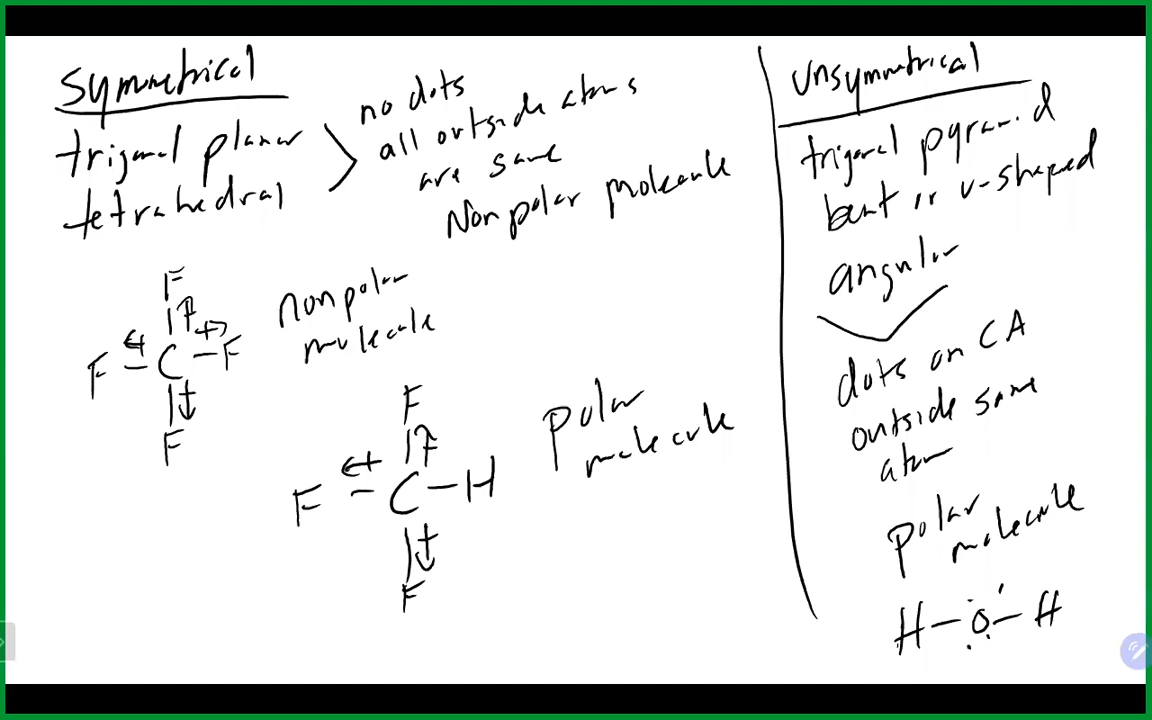 Symmetrical
trigonal planar
tetrahedral
no dots
all outside atoms
are same
Nonpolar molecule
F
F - C - F
F
nonpolar
molecule
F
F - C - H
F
polar
molecule
Unsymmetrical
trigonal pyramid
bent or v-shaped
angular
dots on CA
outside same
atom
polar
molecule
H - O - H